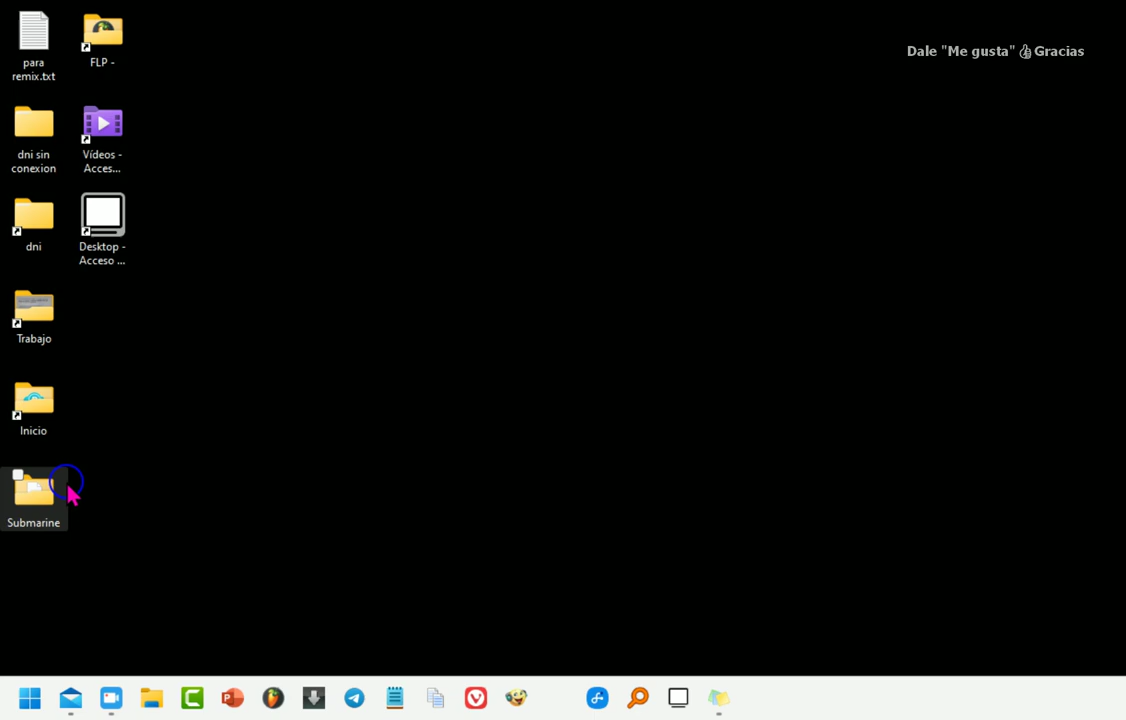 para
remix.txt
FLP -
dni sin
conexion
Vídeos -
Acces...
dni
Desktop -
Acceso ...
Trabajo
Inicio
Submarine
Dale "Me gusta" 👍Gracias